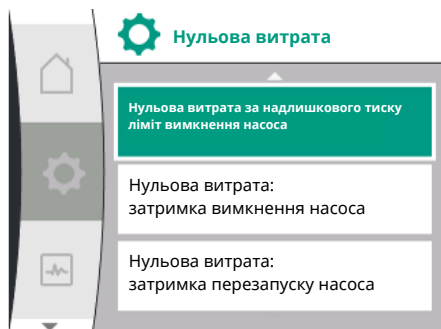 Нульова витрата
Нульова витрата за надлишкового тиску
ліміт вимкнення насоса
Нульова витрата:
затримка вимкнення насоса
Нульова витрата:
затримка перезапуску насоса